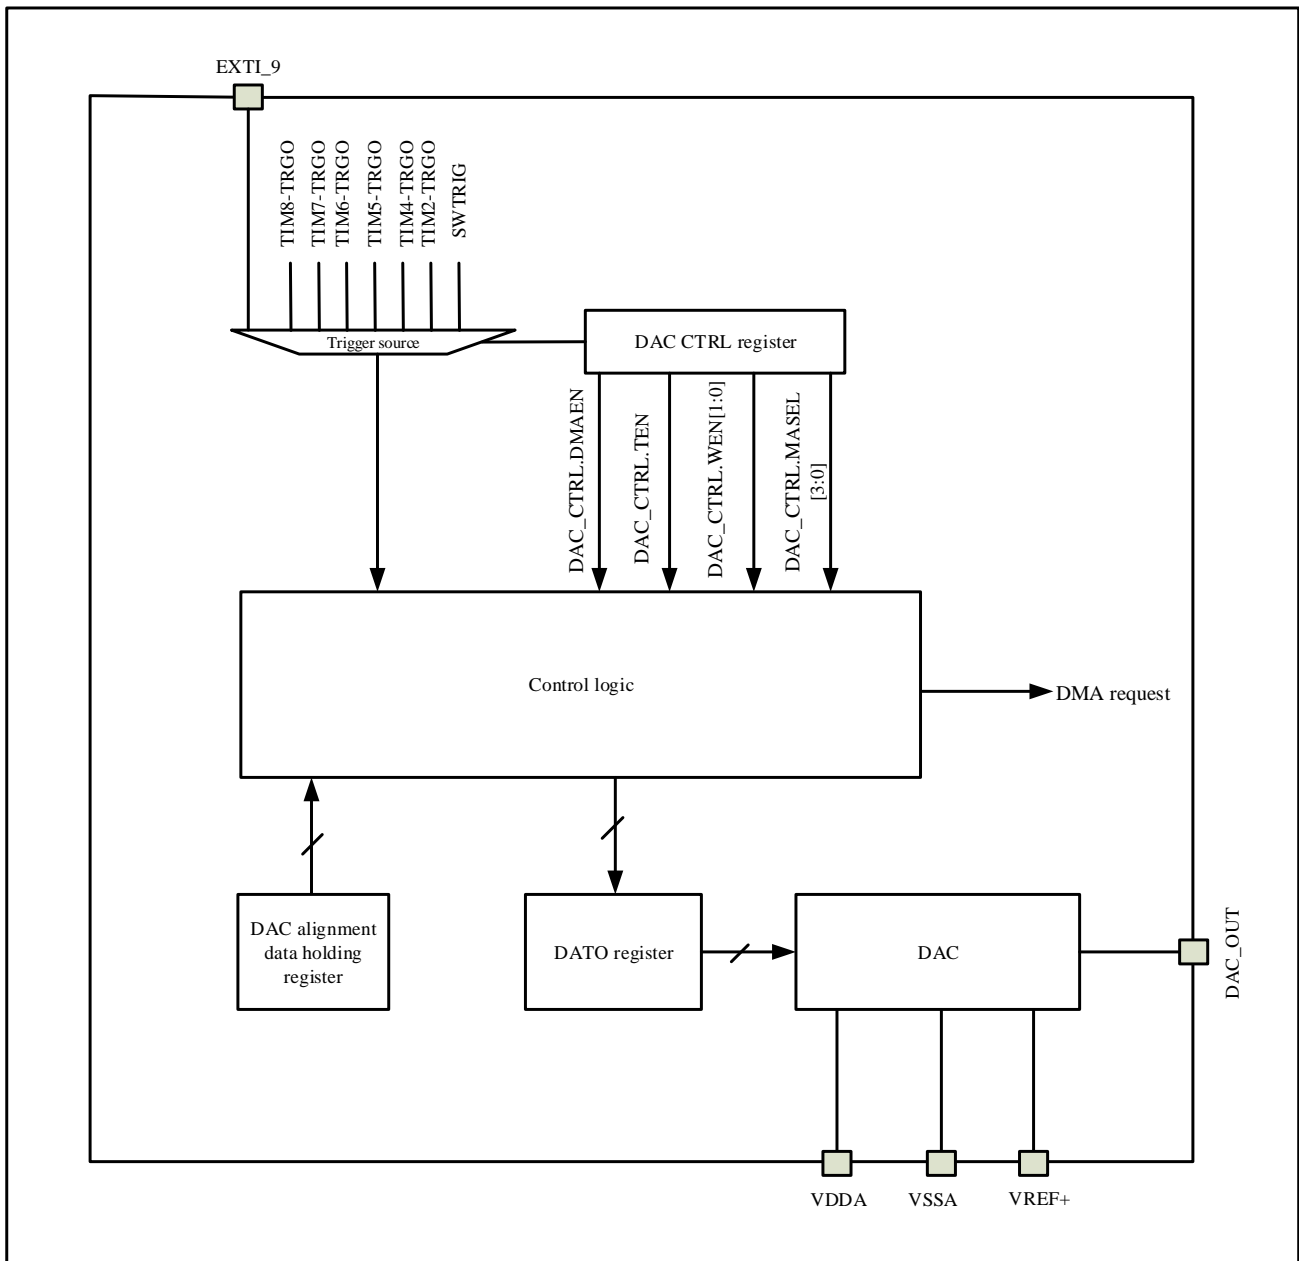 EXTI_9
TIM8-TRGO
TIM7-TRGO
TIM6-TRGO
TIM5-TRGO
TIM4-TRGO
TIM2-TRGO
SWTRIG
Trigger source
DAC CTRL register
DAC_CTRL.DMAEN
DAC_CTRL.TEN
DAC_CTRL.WEN[1:0]
DAC_CTRL.MASEL
[3:0]
Control logic
DMA request
DAC alignment
data holding
register
DATO register
DAC
DAC_OUT
VDDA
VSSA
VREF+